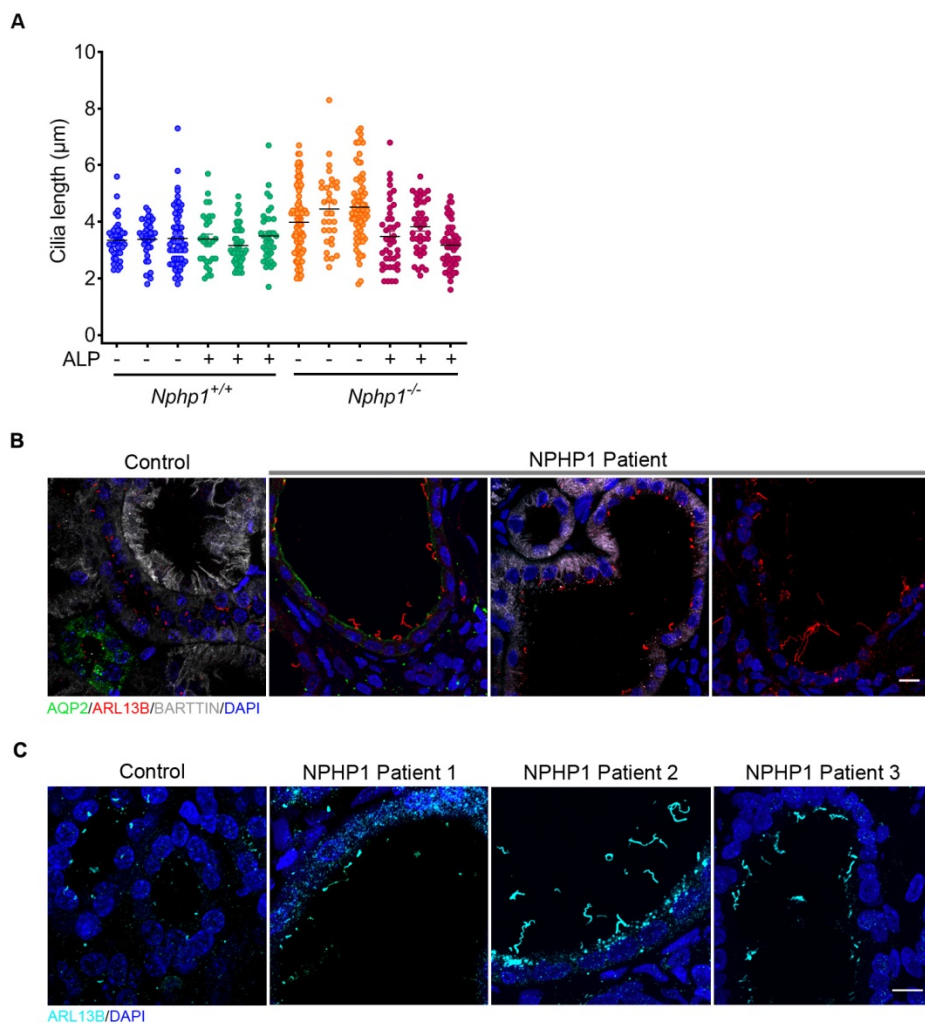 A
10
8
6
4
2
0
Cilia length (µm)
ALP - - - + + + - - - + + +
Nphp1+/+ Nphp1-/-
B
Control NPHP1 Patient
AQP2/ARL13B/BARTTIN/DAPI
C
Control NPHP1 Patient 1 NPHP1 Patient 2 NPHP1 Patient 3
ARL13B/DAPI